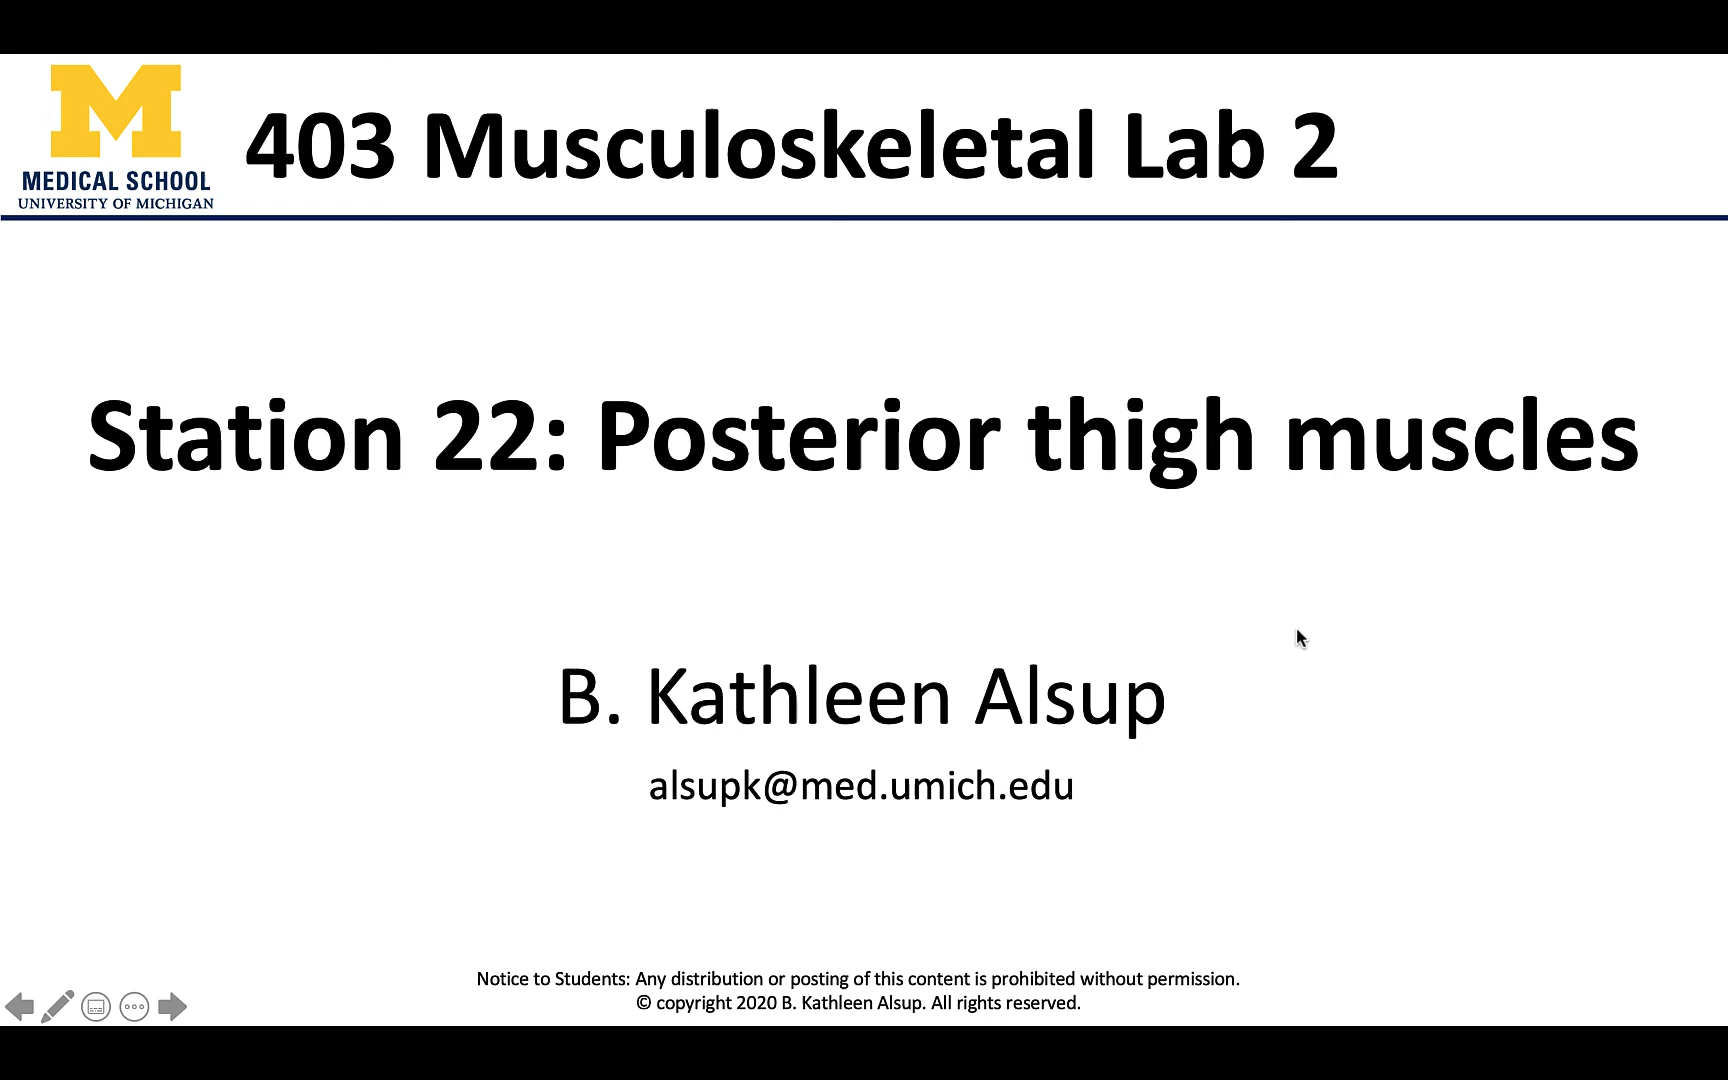 M
MEDICAL SCHOOL
UNIVERSITY OF MICHIGAN
403 Musculoskeletal Lab 2
Station 22: Posterior thigh muscles
B. Kathleen Alsup
alsupk@med.umich.edu
Notice to Students: Any distribution or posting of this content is prohibited without permission.
© copyright 2020 B. Kathleen Alsup. All rights reserved.